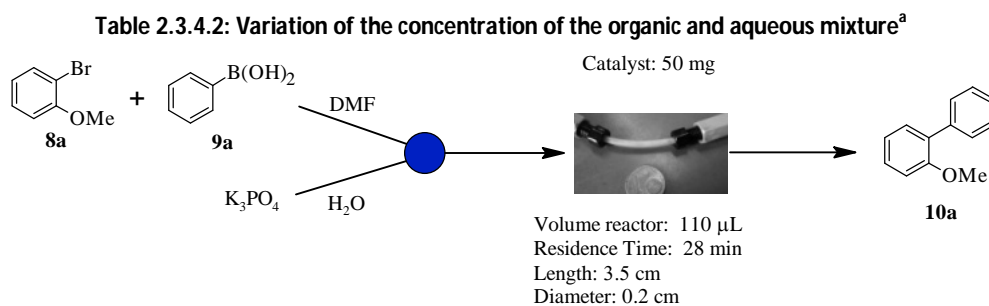 Table 2.3.4.2: Variation of the concentration of the organic and aqueous mixtureᵃ
Br
OMe
8a
+
B(OH)₂
9a
DMF
K₃PO₄
H₂O
Catalyst: 50 mg
Volume reactor: 110 µL
Residence Time: 28 min
Length: 3.5 cm
Diameter: 0.2 cm
OMe
10a